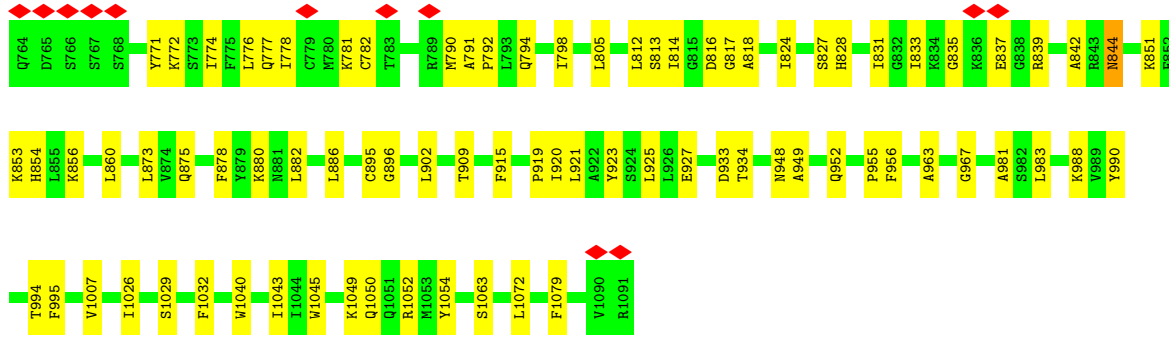 Q764 D765 S766 S767 S768 Y771 K772 S773 I774 F775 L776 Q777 I778 C779 M780 K781 C782 T783 R789 M790 A791 P792 L793 Q794 I798 L805 L812 S813 I814 G815 D816 G817 A818 I824 S827 H828 I831 G832 I833 K834 G835 K836 E837 G838 R839 A842 R843 N844 K851
K853 H854 L855 K856 L860 L873 V874 Q875 F878 Y879 K880 N881 L882 L886 C895 G896 L902 T909 F915 P919 I920 L921 A922 Y923 S924 L925 L926 E927 D933 T934 N948 A949 Q952 P955 F956 A963 G967 A981 S982 L983 K988 V989 Y990
T994 F995 V1007 I1026 S1029 F1032 W1040 I1043 I1044 W1045 K1049 Q1050 Q1051 R1052 M1053 Y1054 S1063 L1072 F1079 V1090 R1091